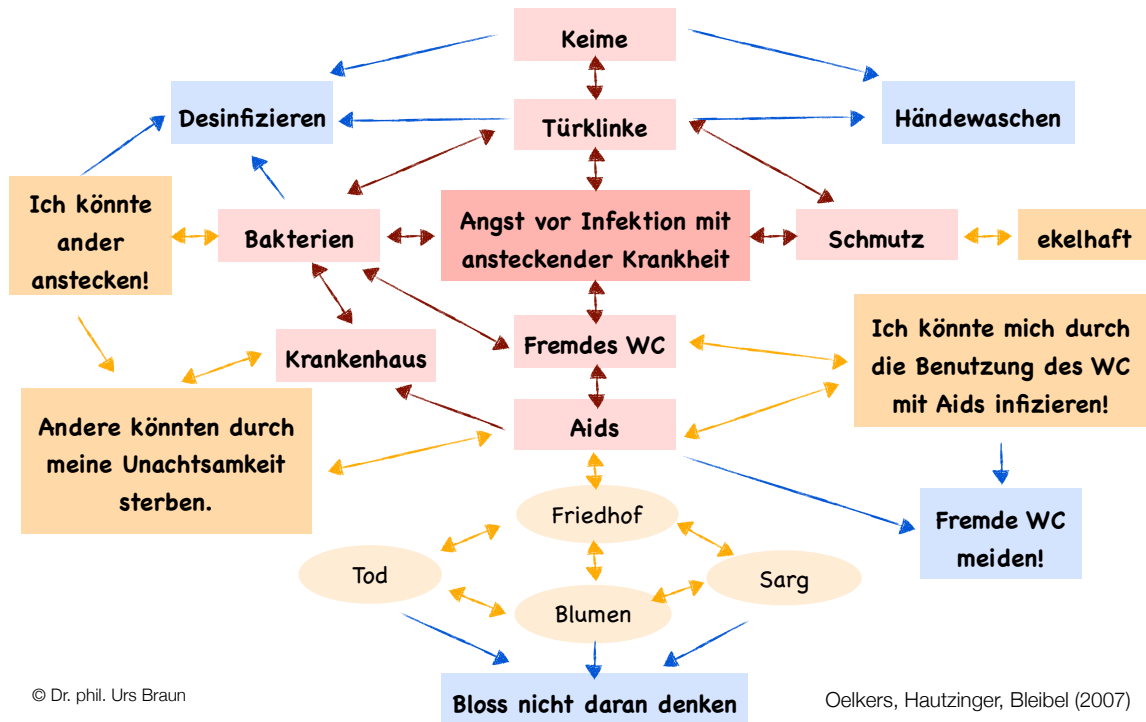 Keime
Desinfizieren
Türklinke
Händewaschen
Ich könnte
ander
anstecken!
Bakterien
Angst vor Infektion mit
ansteckender Krankheit
Schmutz
ekelhaft
Krankenhaus
Fremdes WC
Ich könnte mich durch
die Benutzung des WC
mit Aids infizieren!
Andere könnten durch
meine Unachtsamkeit
sterben.
Aids
Friedhof
Fremde WC
meiden!
Tod
Sarg
Blumen
Bloss nicht daran denken
© Dr. phil. Urs Braun
Oelkers, Hautzinger, Bleibel (2007)